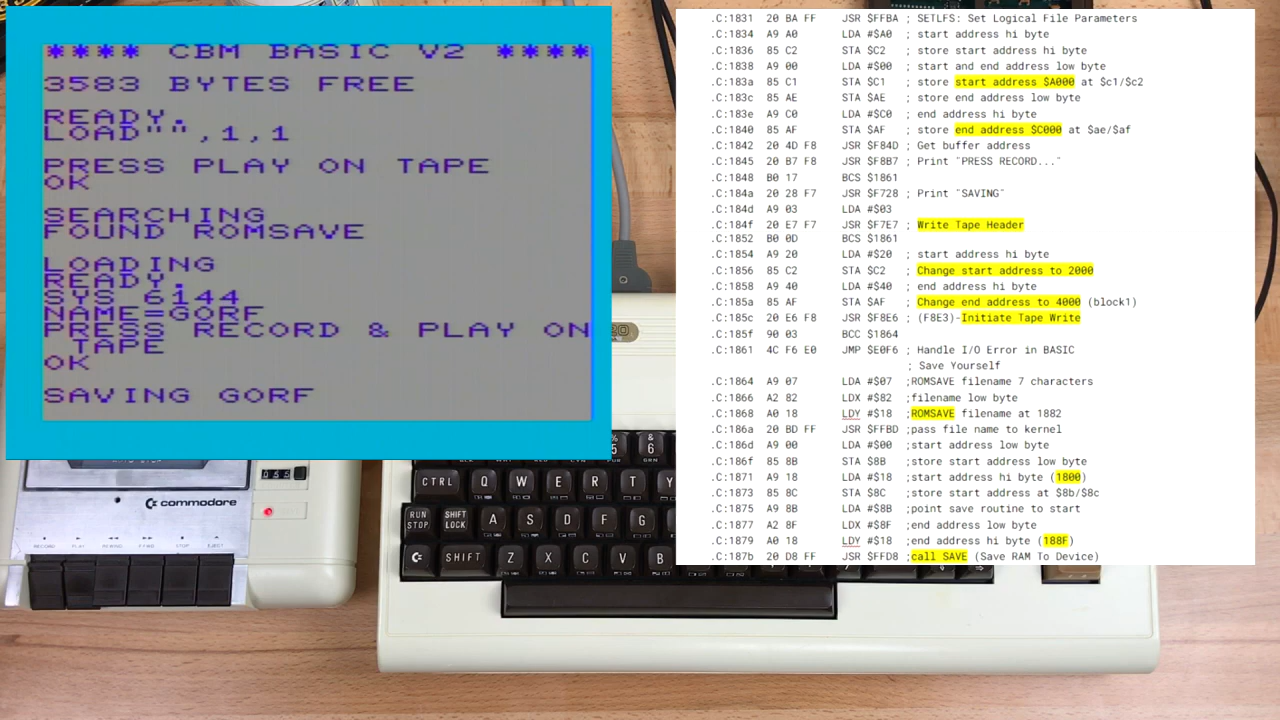 **** CBM BASIC V2 ****
3583 BYTES FREE
READY.
LOAD"",1,1
PRESS PLAY ON TAPE
OK
SEARCHING
FOUND ROMSAVE
LOADING
READY.
SYS 6144
NAME=GORF
PRESS RECORD & PLAY ON
TAPE
OK
SAVING GORF
.C:1831 20 BA FF JSR $FFBA ; SETLFS: Set Logical File Parameters
.C:1834 A9 A0 LDA #$A0 ; start address hi byte
.C:1836 85 C2 STA $C2 ; store start address hi byte
.C:1838 A9 00 LDA #$00 ; start and end address low byte
.C:183a 85 C1 STA $C1 ; store start address $A000 at $c1/$c2
.C:183c 85 AE STA $AE ; store end address low byte
.C:183e A9 C0 LDA #$C0 ; end address hi byte
.C:1840 85 AF STA $AF ; store end address $C000 at $ae/$af
.C:1842 20 4D F8 JSR $F84D ; Get buffer address
.C:1845 20 B7 F8 JSR $F8B7 ; Print "PRESS RECORD..."
.C:1848 B0 17 BCS $1861
.C:184a 20 28 F7 JSR $F728 ; Print "SAVING"
.C:184d A9 03 LDA #$03
.C:184f 20 E7 F7 JSR $F7E7 ; Write Tape Header
.C:1852 B0 0D BCS $1861
.C:1854 A9 20 LDA #$20 ; start address hi byte
.C:1856 85 C2 STA $C2 ; Change start address to 2000
.C:1858 A9 40 LDA #$40 ; end address hi byte
.C:185a 85 AF STA $AF ; Change end address to 4000 (block1)
.C:185c 20 E6 F8 JSR $F8E6 ; (F8E3)-Initiate Tape Write
.C:185f 90 03 BCC $1864
.C:1861 4C F6 E0 JMP $E0F6 ; Handle I/O Error in BASIC
; Save Yourself
.C:1864 A9 07 LDA #$07 ;ROMSAVE filename 7 characters
.C:1866 A2 82 LDX #$82 ;filename low byte
.C:1868 A0 18 LDY #$18 ;ROMSAVE filename at 1882
.C:186a 20 BD FF JSR $FFBD ;pass file name to kernel
.C:186d A9 00 LDA #$00 ;start address low byte
.C:186f 85 8B STA $8B ;store start address low byte
.C:1871 A9 18 LDA #$18 ;start address hi byte (1800)
.C:1873 85 8C STA $8C ;store start address at $8b/$8c
.C:1875 A9 8B LDA #$8B ;point save routine to start
.C:1877 A2 8F LDX #$8F ;end address low byte
.C:1879 A0 18 LDY #$18 ;end address hi byte (188F)
.C:187b 20 D8 FF JSR $FFD8 ;call SAVE (Save RAM To Device)
commodore
RECORD PLAY REWIND F.FWD STOP EJECT
% 5 & 6
CTRL Q W E R T
RUN STOP SHIFT LOCK A S D F G
SHIFT Z X C V B